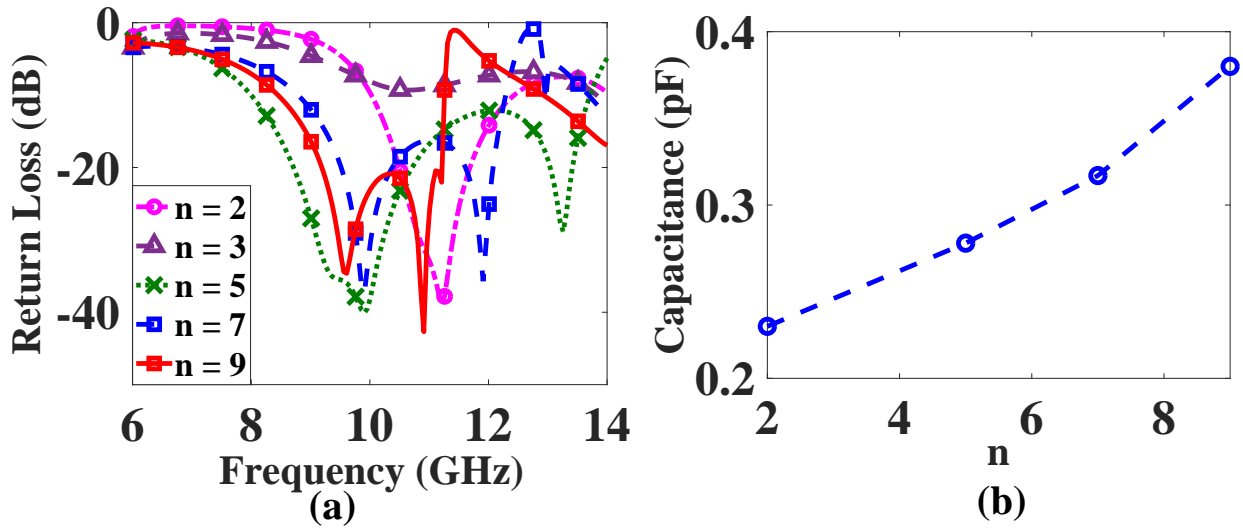 0
-20
-40
Return Loss (dB)
n = 2
n = 3
n = 5
n = 7
n = 9
6
8
10
12
14
Frequency (GHz)
(a)
0.4
0.3
0.2
Capacitance (pF)
2
4
6
8
n
(b)